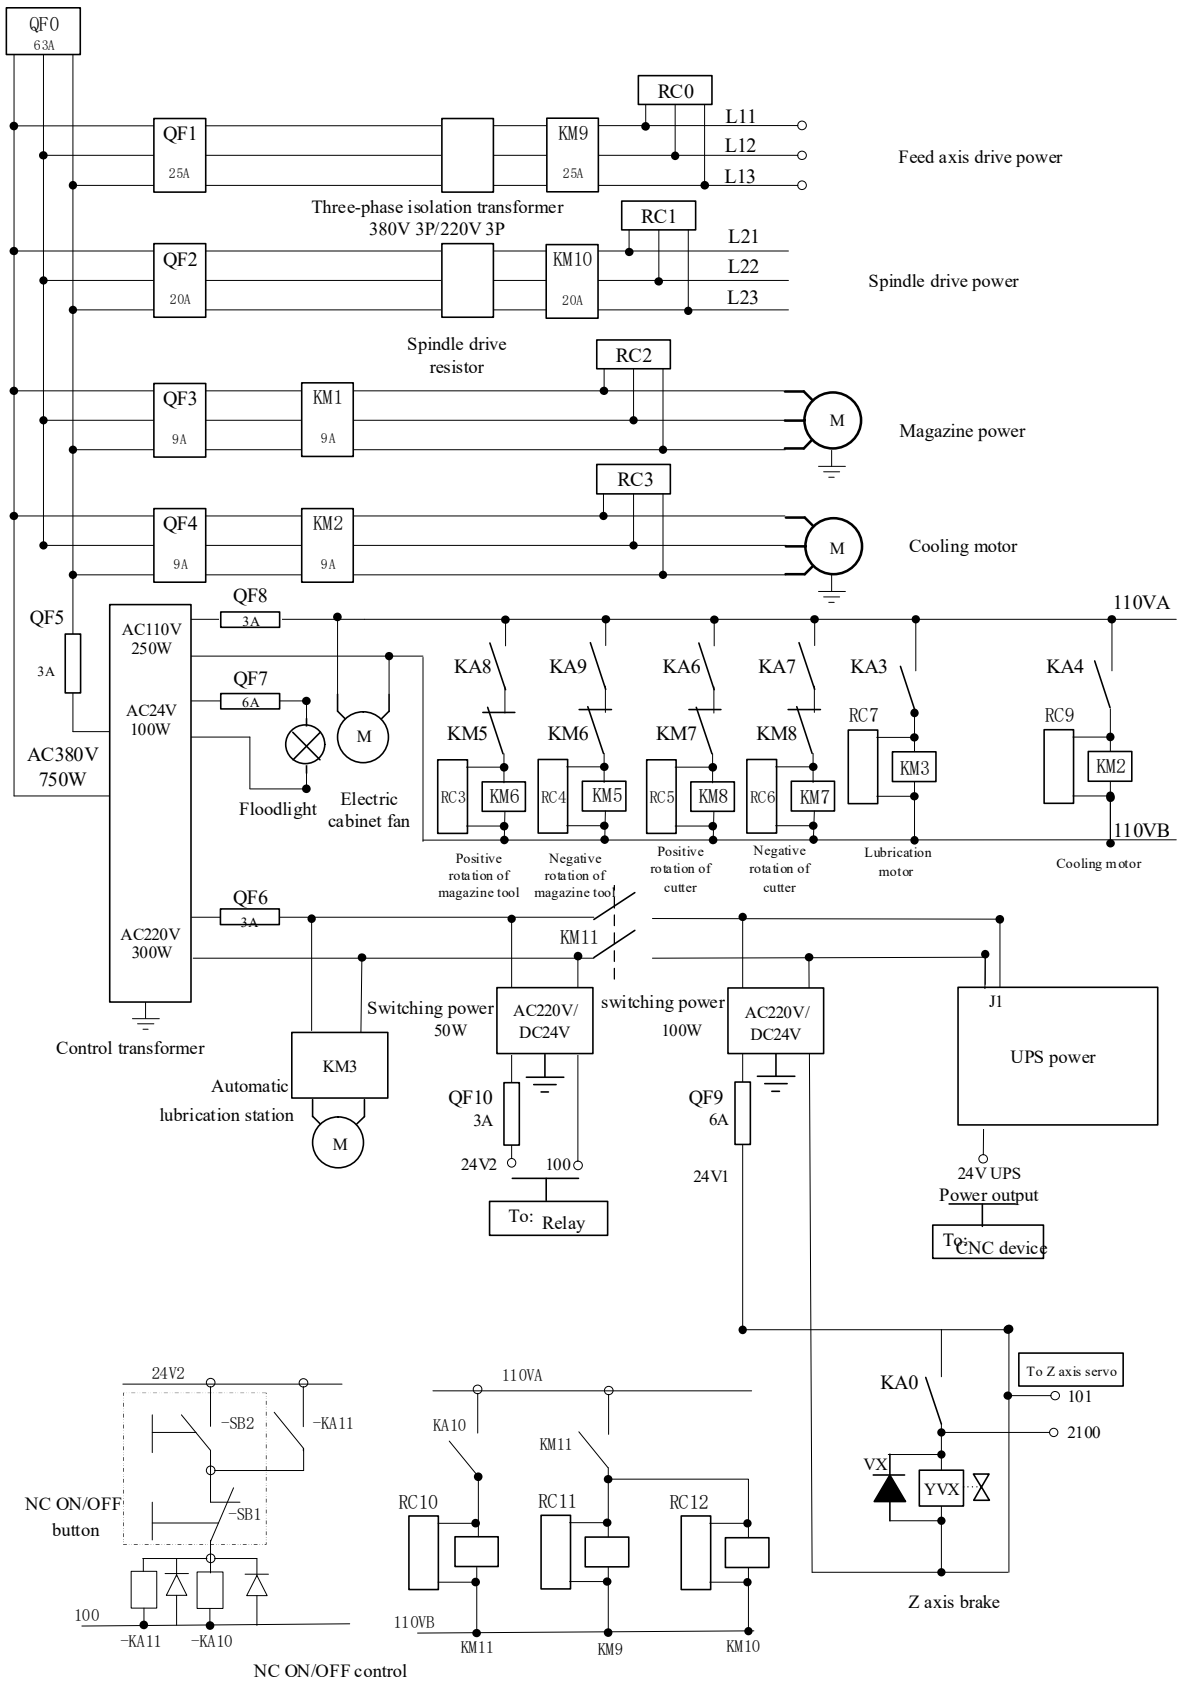 QF0
63A
RC0
QF1
25A
KM9
25A
L11
L12
L13
Feed axis drive power
Three-phase isolation transformer
380V 3P/220V 3P
RC1
QF2
20A
KM10
20A
L21
L22
L23
Spindle drive power
Spindle drive
resistor
RC2
QF3
9A
KM1
9A
M
Magazine power
RC3
QF4
9A
KM2
9A
M
Cooling motor
QF5
3A
QF8
3A
110VA
AC110V
250W
KA8
KA9
KA6
KA7
KA3
KA4
QF7
6A
AC24V
100W
M
KM5
KM6
KM7
KM8
RC7
KM3
RC9
KM2
AC380V
750W
RC3
KM6
RC4
KM5
RC5
KM8
RC6
KM7
Floodlight
Electric
cabinet fan
110VB
Positive
rotation of
magazine tool
Negative
rotation of
magazine tool
Positive
rotation of
cutter
Negative
rotation of
cutter
Lubrication
motor
Cooling motor
QF6
3A
AC220V
300W
KM11
Switching power
50W
AC220V/
DC24V
switching power
100W
AC220V/
DC24V
J1
UPS power
Control transformer
KM3
Automatic
lubrication station
M
QF10
3A
QF9
6A
24V2
100
24V1
24V UPS
Power output
To: Relay
To: CNC device
24V2
-SB2
-KA11
NC ON/OFF
button
-SB1
100
-KA11
-KA10
NC ON/OFF control
110VA
KA10
KM11
RC10
RC11
RC12
110VB
KM11
KM9
KM10
To Z axis servo
KA0
101
2100
VX
YVX
Z axis brake